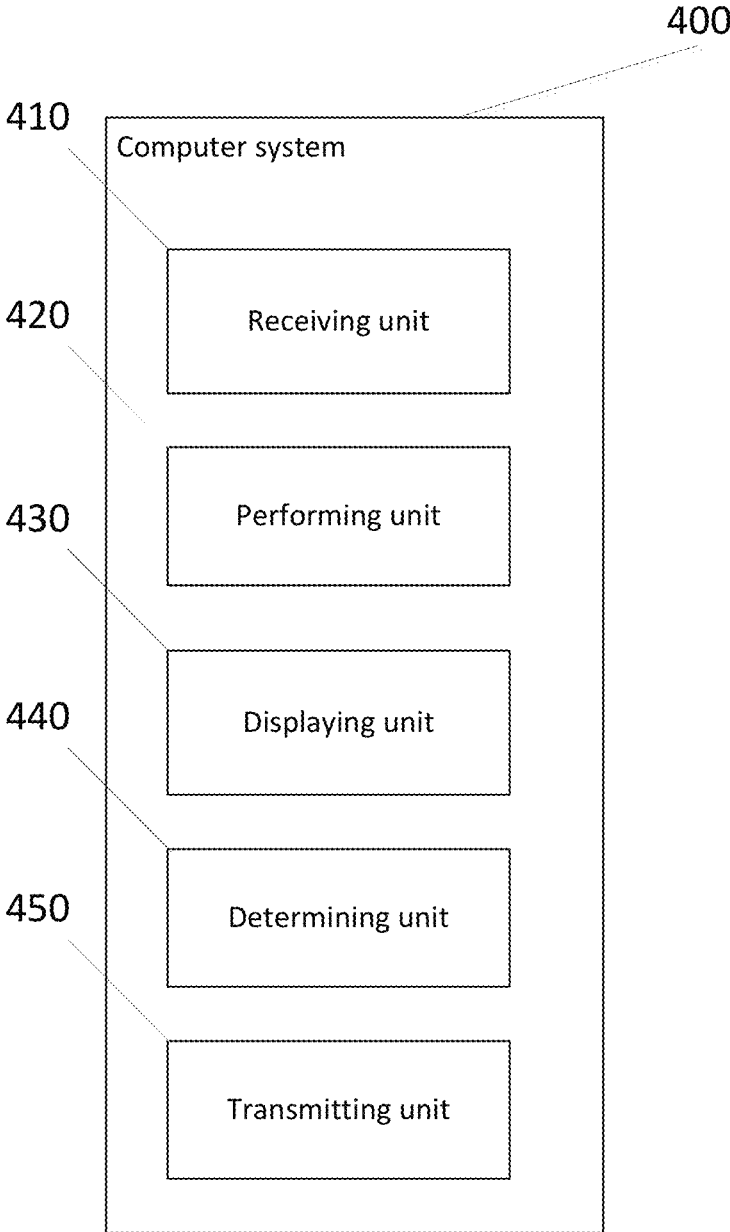 400
410
Computer system
Receiving unit
420
Performing unit
430
Displaying unit
440
Determining unit
450
Transmitting unit